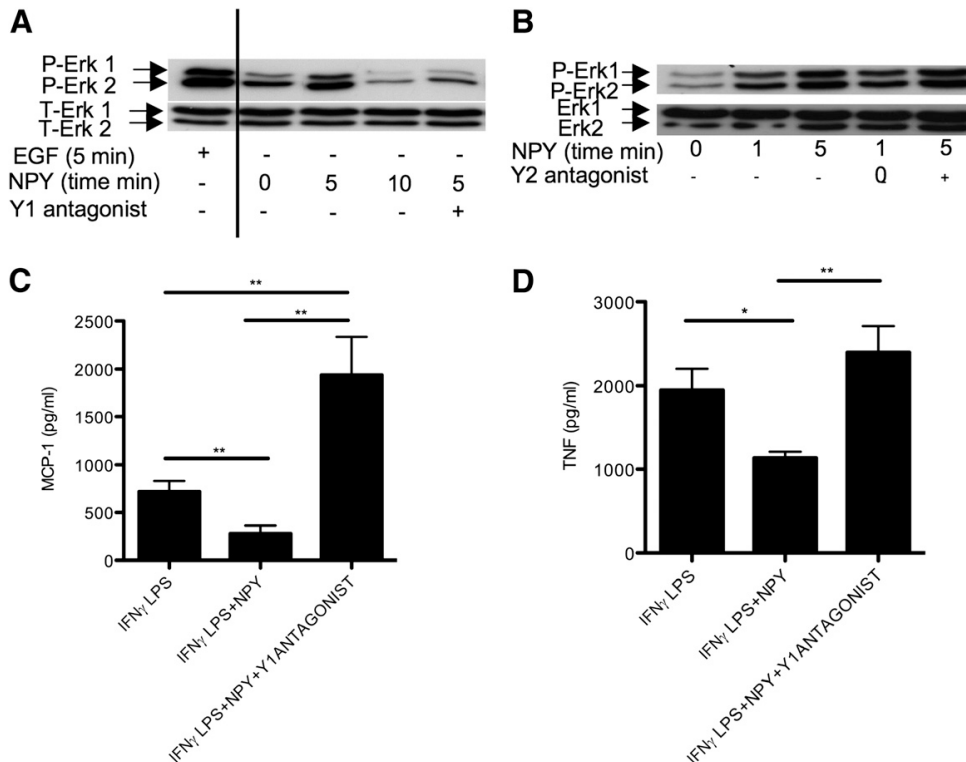 A
P-Erk 1
P-Erk 2
T-Erk 1
T-Erk 2
EGF (5 min) + - - - -
NPY (time min) - 0 5 10 5
Y1 antagonist - - - - +
B
P-Erk1
P-Erk2
Erk1
Erk2
NPY (time min) 0 1 5 1 5
Y2 antagonist - - - 0 +
C
**
**
**
2500
2000
1500
1000
500
0
MCP-1 (pg/ml)
IFNγ LPS
IFNγ LPS+NPY
IFNγ LPS+NPY+Y1ANTAGONIST
D
**
*
3000
2000
1000
0
TNF (pg/ml)
IFNγ LPS
IFNγ LPS+NPY
IFNγ LPS+NPY+Y1ANTAGONIST